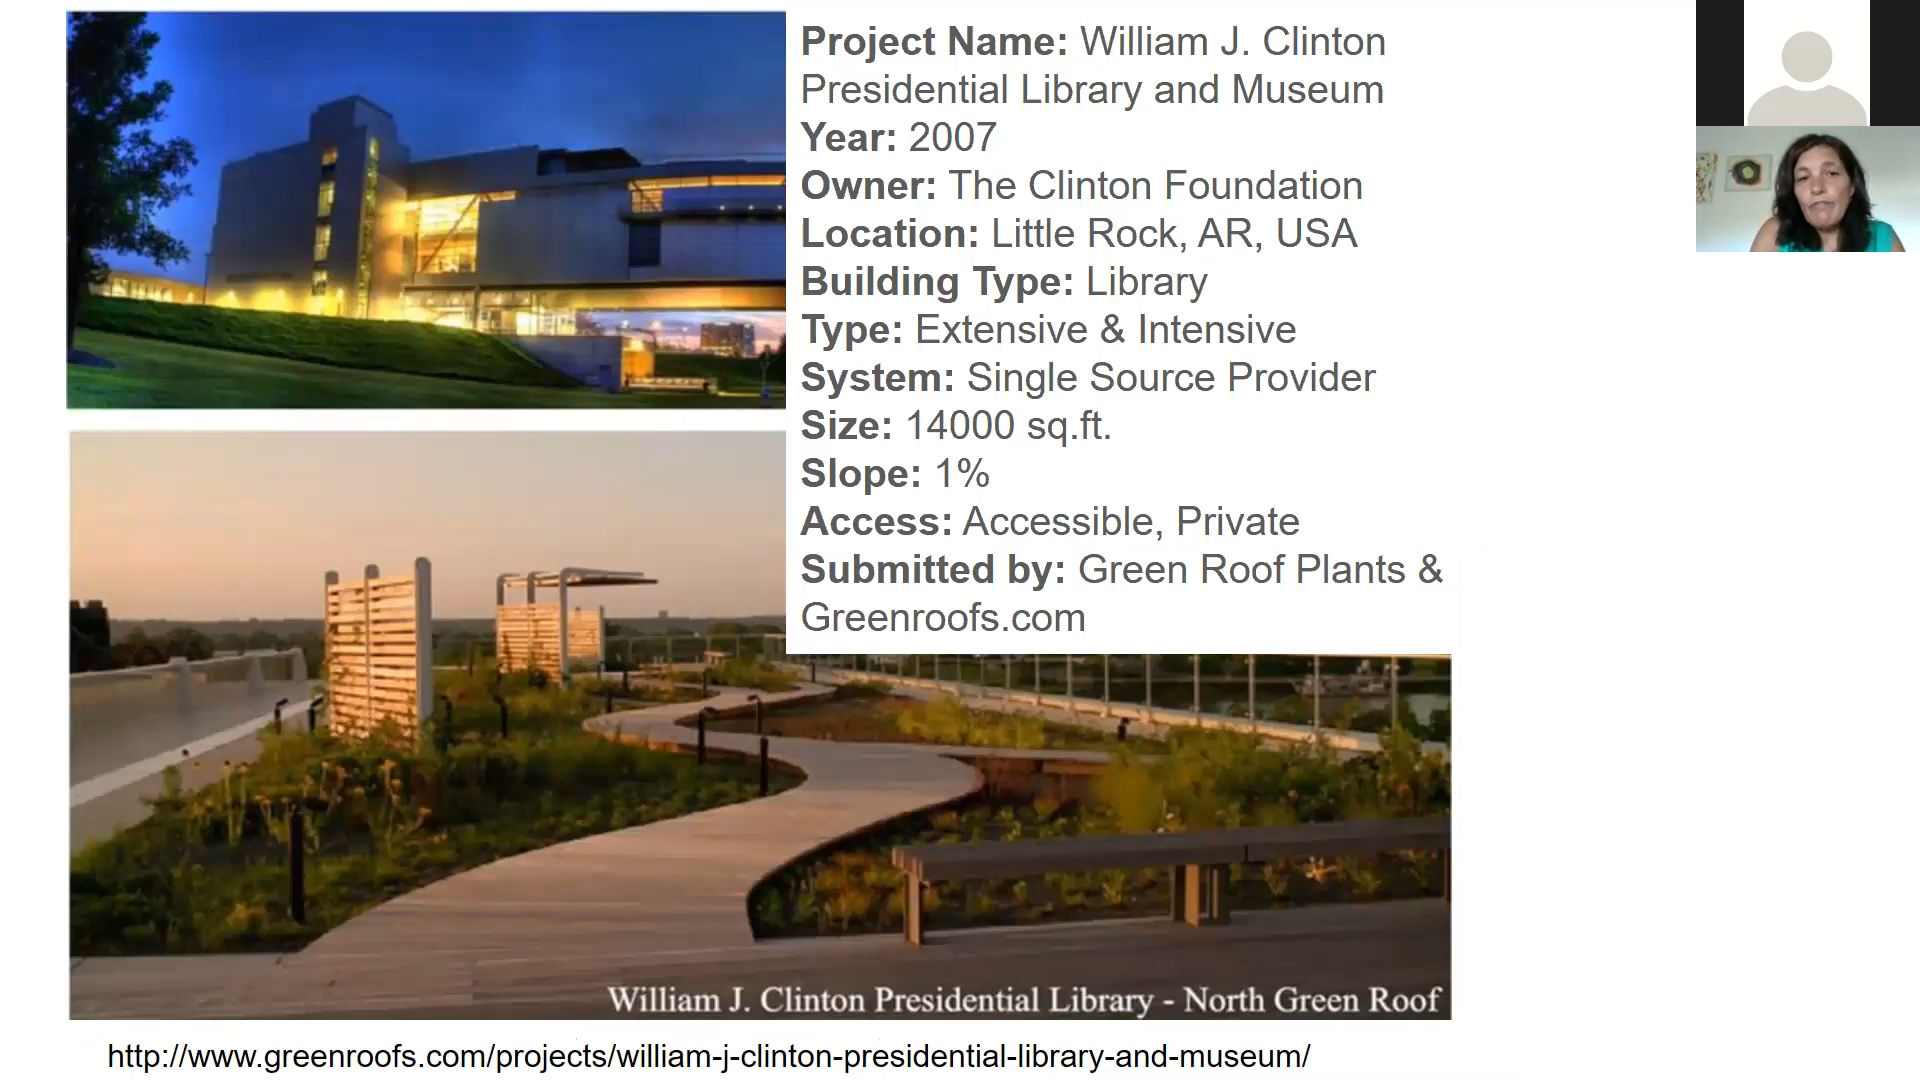 Project Name: William J. Clinton
Presidential Library and Museum
Year: 2007
Owner: The Clinton Foundation
Location: Little Rock, AR, USA
Building Type: Library
Type: Extensive & Intensive
System: Single Source Provider
Size: 14000 sq.ft.
Slope: 1%
Access: Accessible, Private
Submitted by: Green Roof Plants &
Greenroofs.com
William J. Clinton Presidential Library - North Green Roof
http://www.greenroofs.com/projects/william-j-clinton-presidential-library-and-museum/